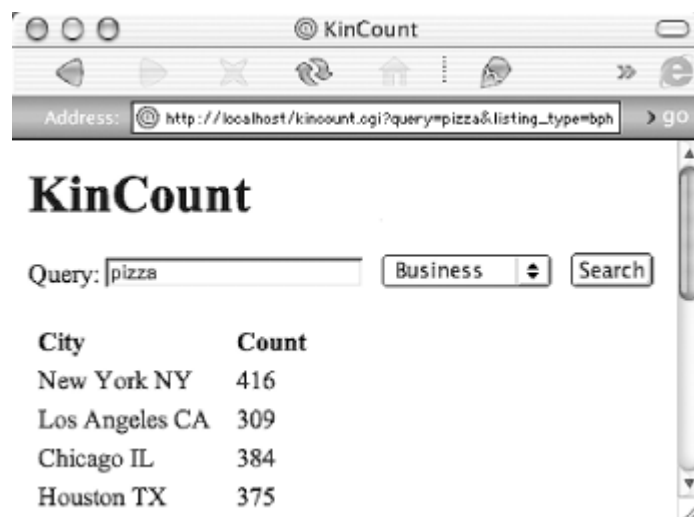 KinCount
Address: http://localhost/kincount.cgi?query=pizza&listing_type=bph go
KinCount
Query: pizza Business Search
City Count
New York NY 416
Los Angeles CA 309
Chicago IL 384
Houston TX 375